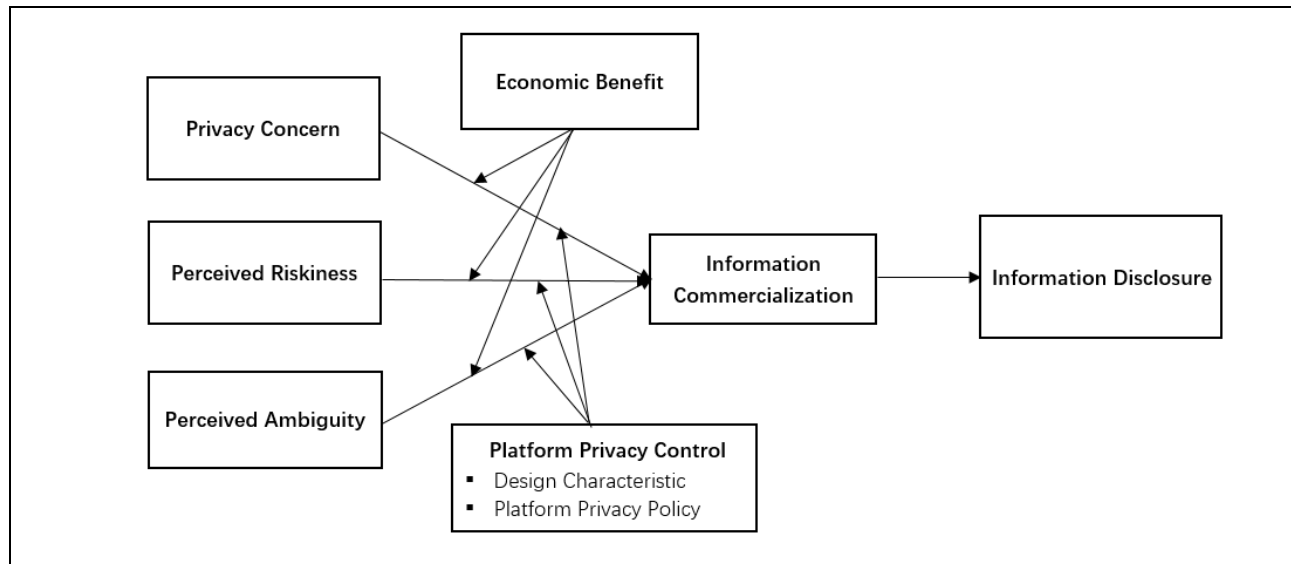 Economic Benefit
Privacy Concern
Perceived Riskiness
Information
Commercialization
Information Disclosure
Perceived Ambiguity
Platform Privacy Control
▪ Design Characteristic
▪ Platform Privacy Policy